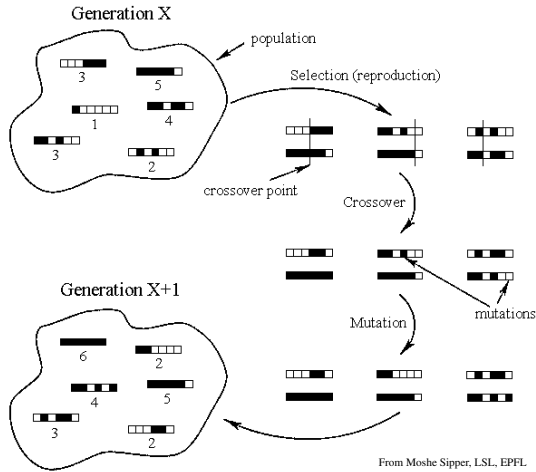 Generation X
population
3
5
Selection (reproduction)
1
4
3
2
crossover point
Crossover
Generation X+1
mutations
Mutation
6
2
4
5
3
2
From Moshe Sipper, LSL, EPFL